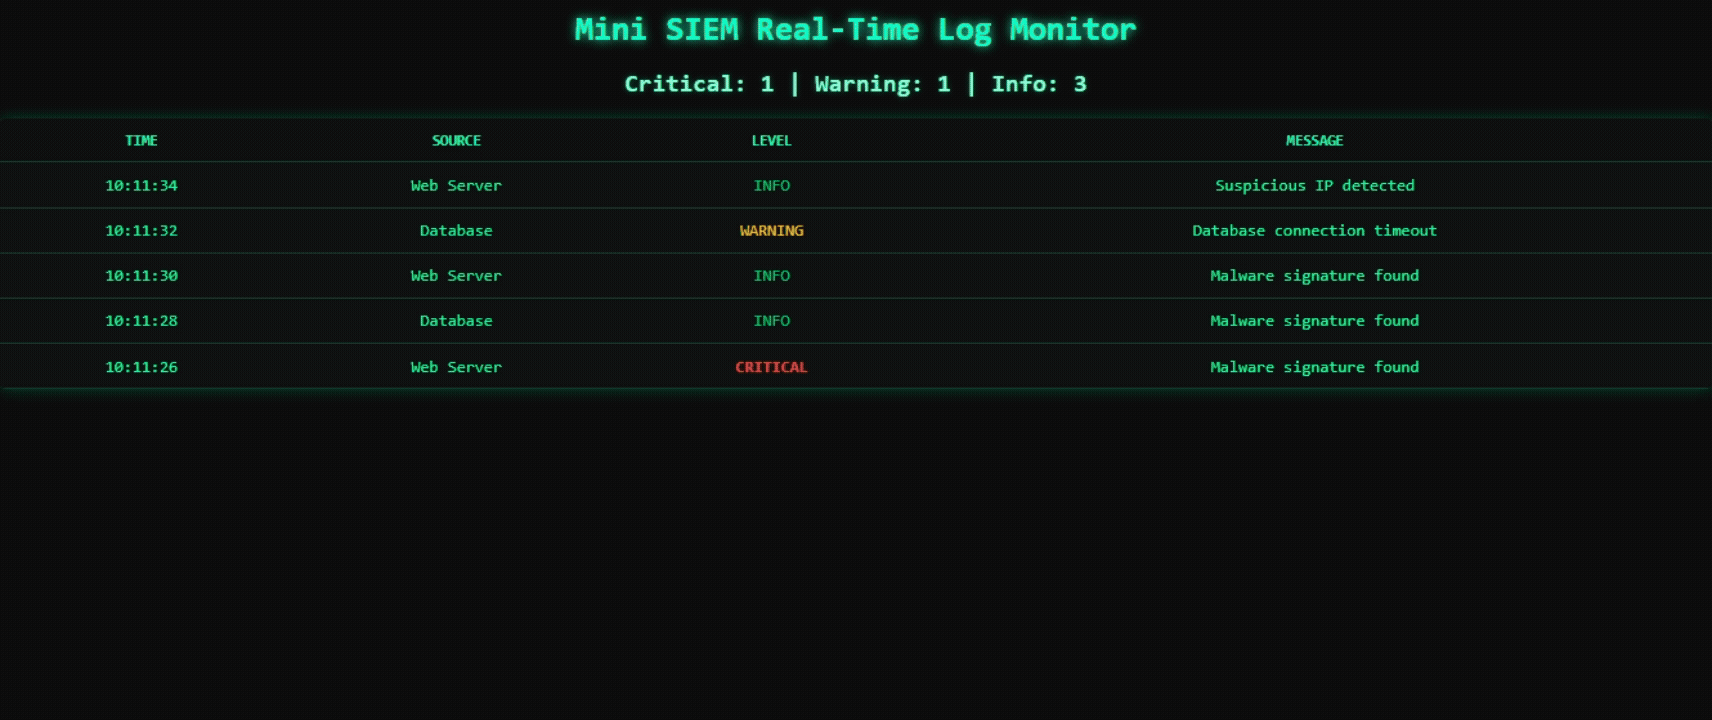 Mini SIEM Real-Time Log Monitor
Critical: 1 | Warning: 1 | Info: 3
TIME SOURCE LEVEL MESSAGE
10:11:34 Web Server INFO Suspicious IP detected
10:11:32 Database WARNING Database connection timeout
10:11:30 Web Server INFO Malware signature found
10:11:28 Database INFO Malware signature found
10:11:26 Web Server CRITICAL Malware signature found